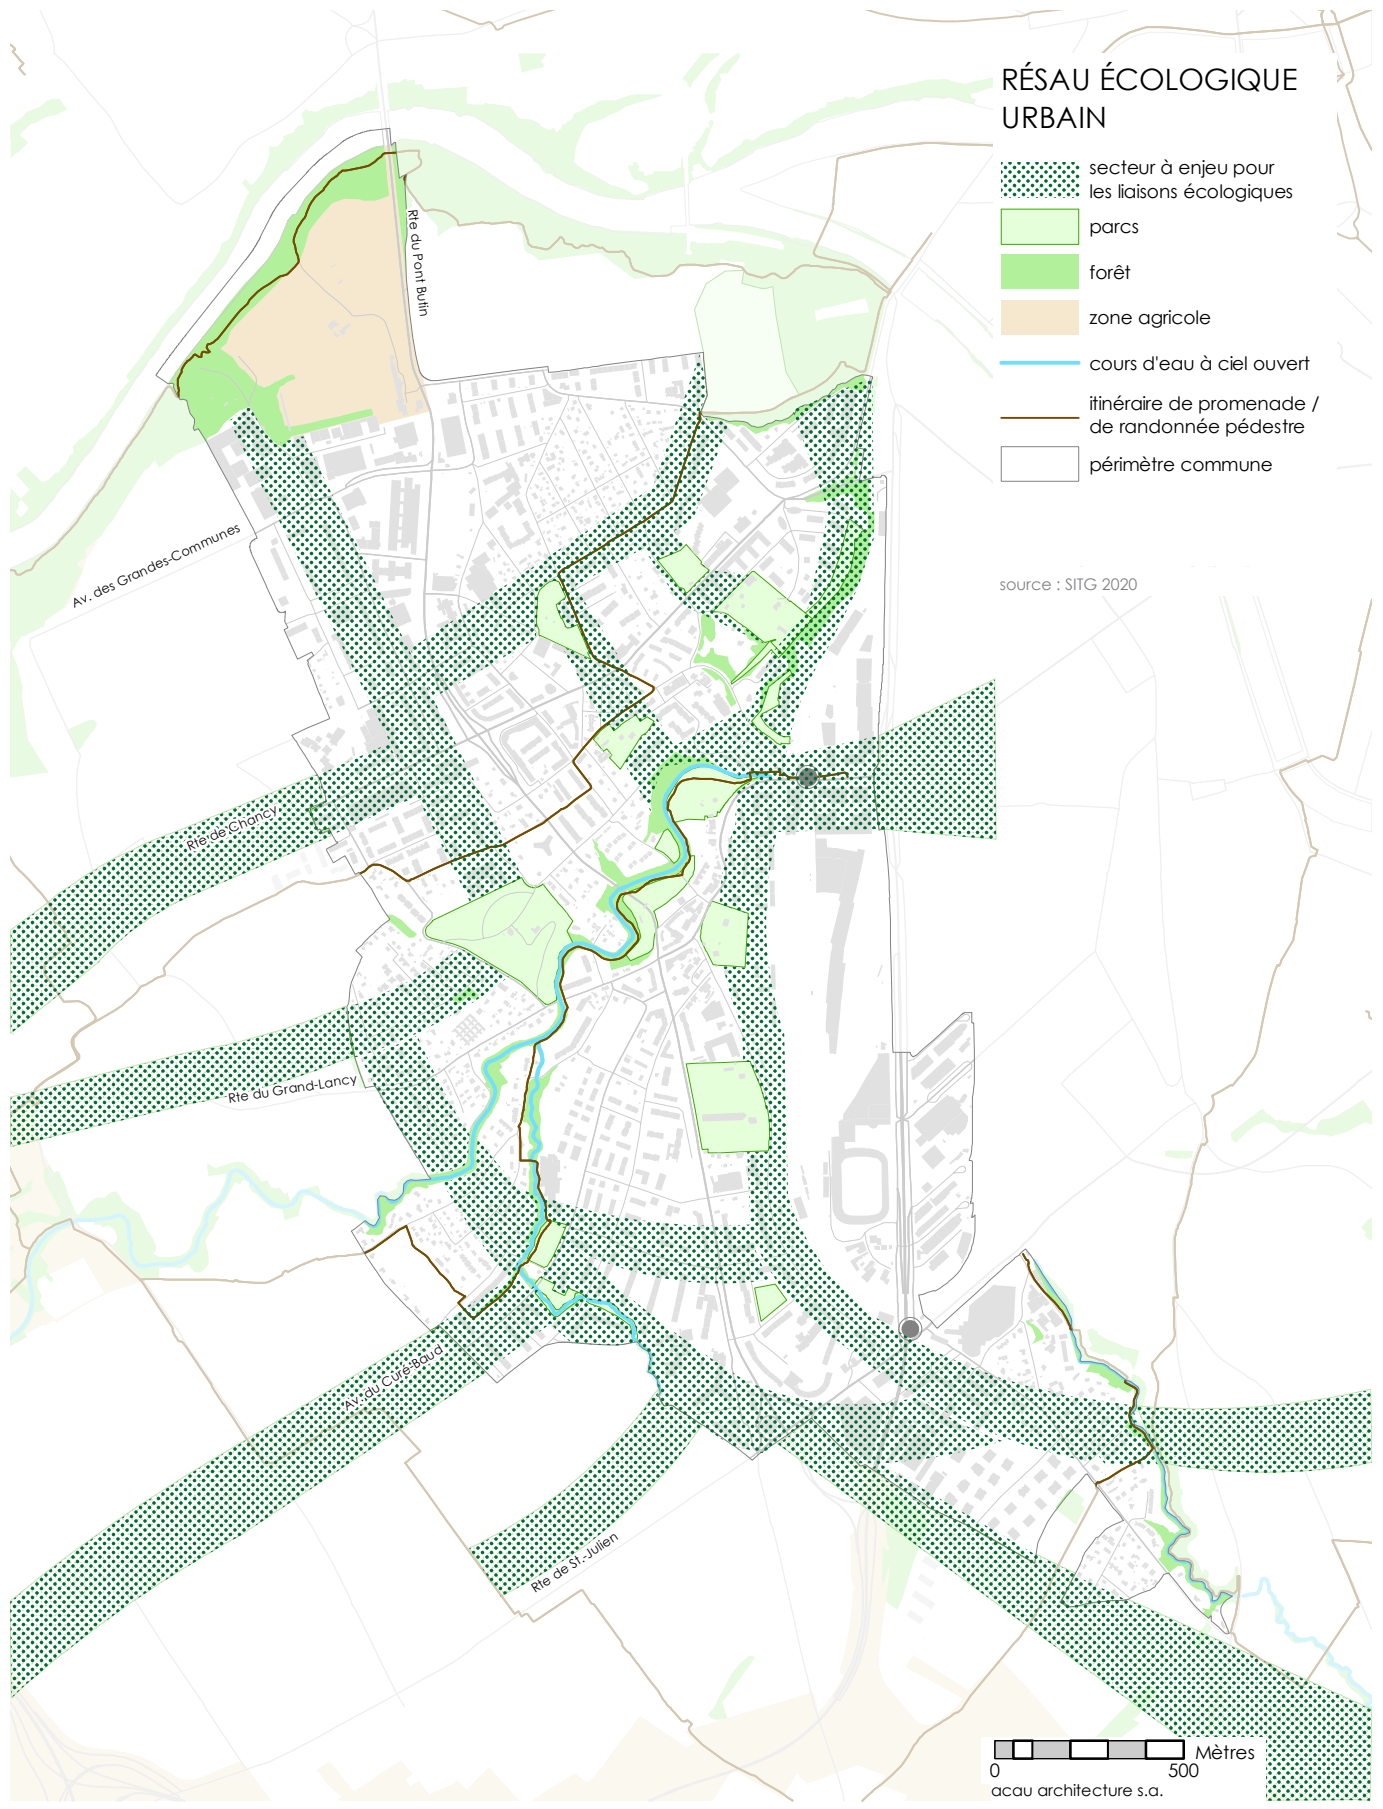 RÉSAU ÉCOLOGIQUE
URBAIN
secteur à enjeu pour
les liaisons écologiques
parcs
forêt
zone agricole
cours d'eau à ciel ouvert
itinéraire de promenade /
de randonnée pédestre
périmètre commune
source : SITG 2020
Rte du Pont Butin
Av. des Grandes-Communes
Rte de Chancy
Rte du Grand-Lancy
Av. du Curé-Baud
Rte de St.-Julien
Mètres
0 500
acau architecture s.a.